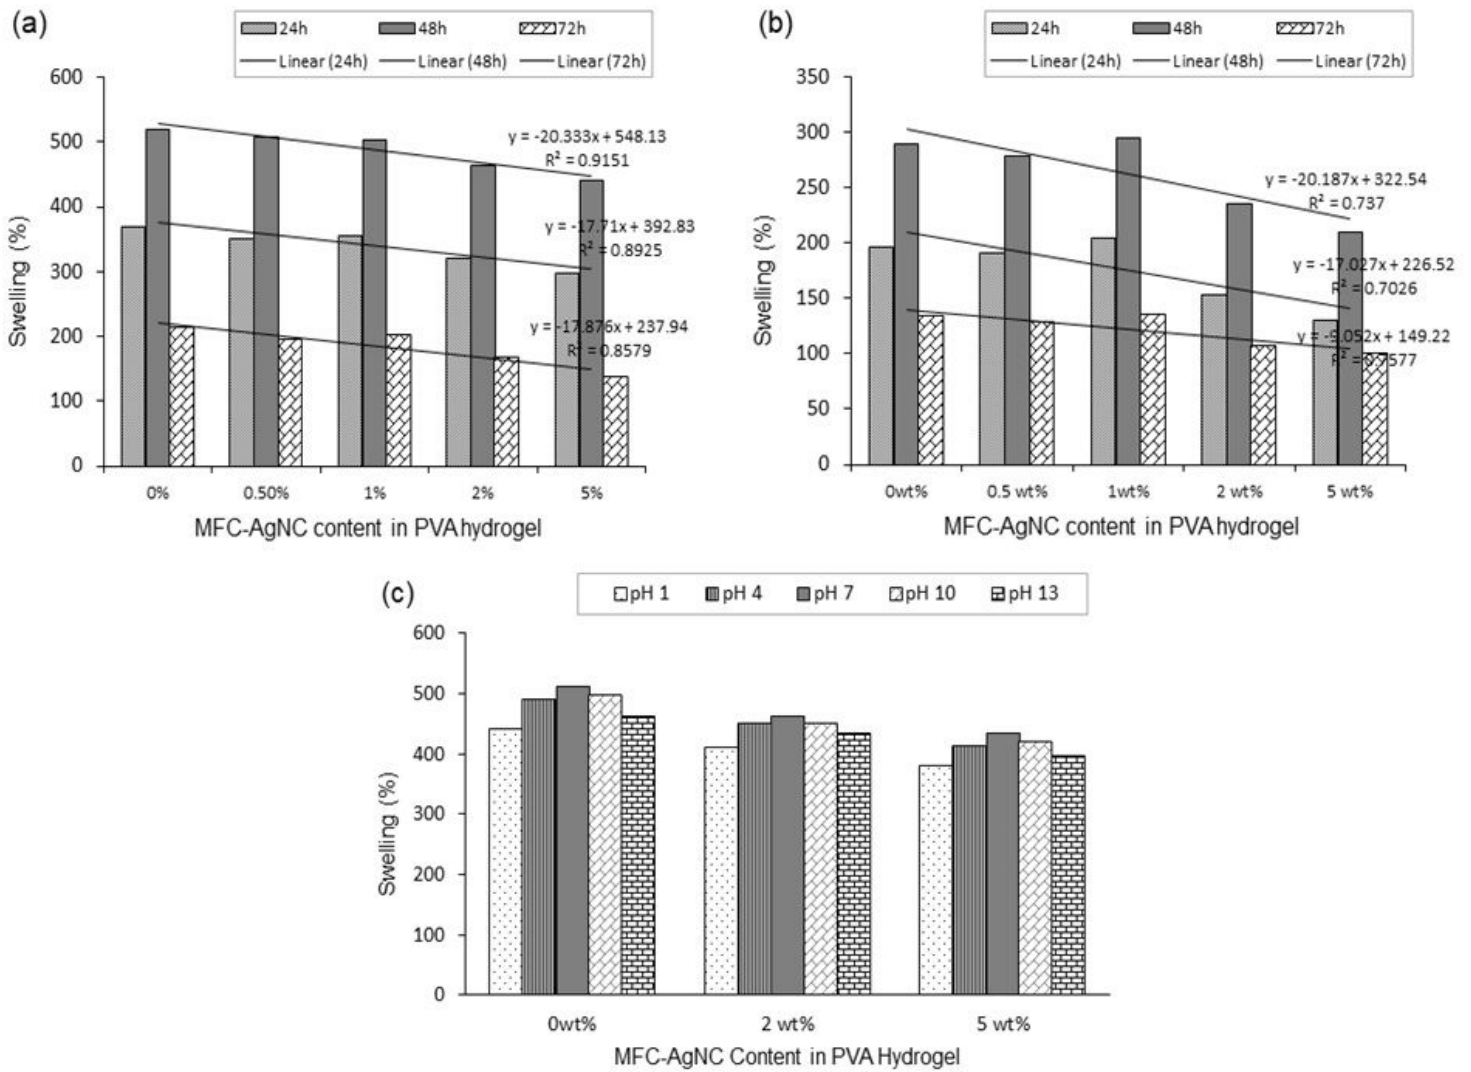 (a)
24h 48h 72h
Linear (24h) Linear (48h) Linear (72h)
600
500
400
300
200
100
0
Swelling (%)
y = -20.333x + 548.13
R² = 0.9151
y = -17.71x + 392.83
R² = 0.8925
y = -17.876x + 237.94
R² = 0.8579
0% 0.50% 1% 2% 5%
MFC-AgNC content in PVA hydrogel
(b)
24h 48h 72h
Linear (24h) Linear (48h) Linear (72h)
350
300
250
200
150
100
50
0
Swelling (%)
y = -20.187x + 322.54
R² = 0.737
y = -17.027x + 226.52
R² = 0.7026
y = -9.052x + 149.22
R² = 0.7577
0wt% 0.5 wt% 1wt% 2 wt% 5 wt%
MFC-AgNC content in PVA hydrogel
(c)
pH 1 pH 4 pH 7 pH 10 pH 13
600
500
400
300
200
100
0
Swelling (%)
0wt% 2 wt% 5 wt%
MFC-AgNC Content in PVA Hydrogel